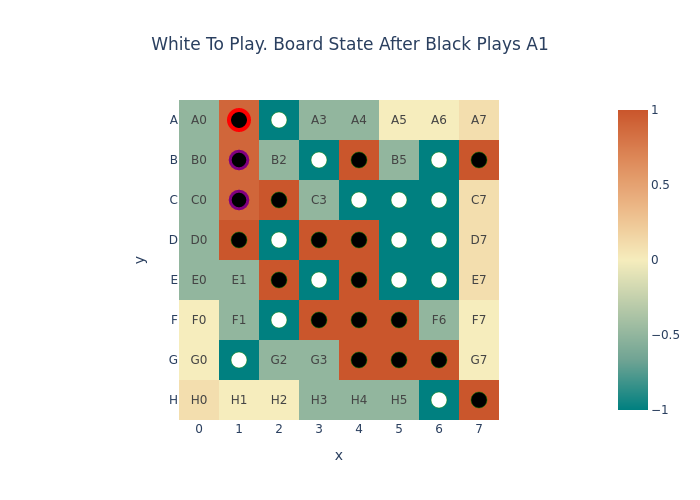 White To Play. Board State After Black Plays A1
A A0 A3 A4 A5 A6 A7
B B0 B2 B5
C C0 C3 C7
D D0 D7
E E0 E1 E7
F F0 F1 F6 F7
G G0 G2 G3 G7
H H0 H1 H2 H3 H4 H5
0 1 2 3 4 5 6 7
x
y
1
0.5
0
−0.5
−1